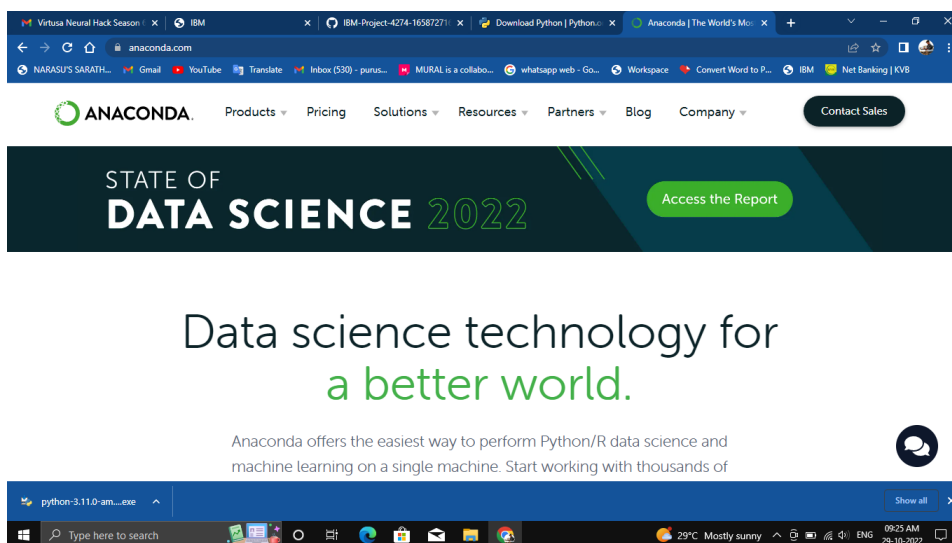 Virtusa Neural Hack Season
IBM
IBM-Project-4274-16587271
Download Python | Python.o
Anaconda | The World's Mos
anaconda.com
NARASU'S SARATH...
Gmail
YouTube
Translate
Inbox (530) - purus...
MURAL is a collabo...
whatsapp web - Go...
Workspace
Convert Word to P...
IBM
Net Banking | KVB
ANACONDA.
Products
Pricing
Solutions
Resources
Partners
Blog
Company
Contact Sales
STATE OF
DATA SCIENCE 2022
Access the Report
Data science technology for
a better world.
Anaconda offers the easiest way to perform Python/R data science and
machine learning on a single machine. Start working with thousands of
python-3.11.0-am....exe
Show all
Type here to search
29°C Mostly sunny
ENG
09:25 AM
29-10-2022